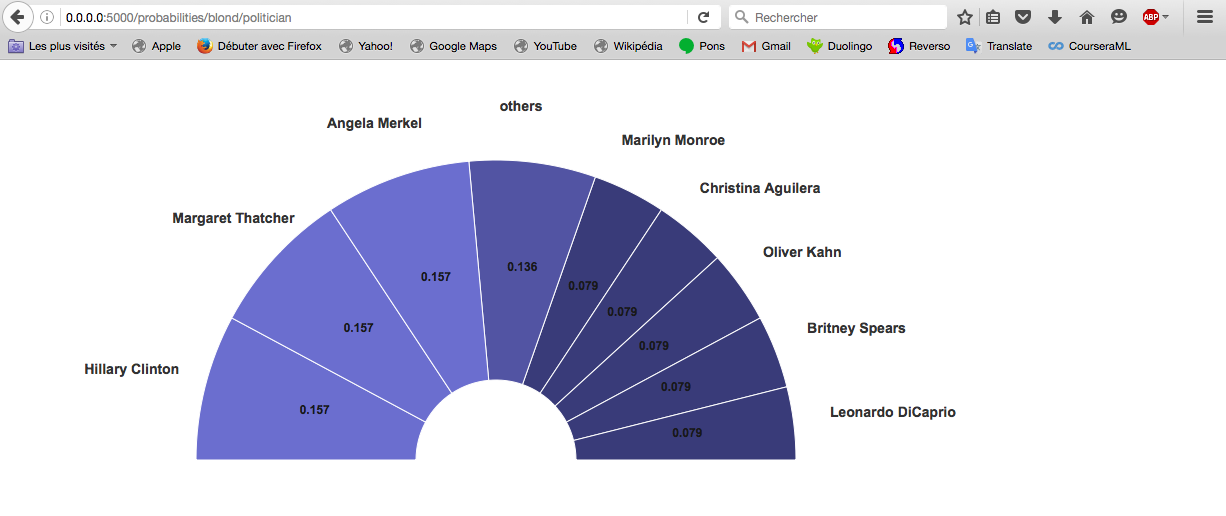 0.0.0.0:5000/probabilities/blond/politician
Rechercher
ABP
Les plus visités
Apple
Débuter avec Firefox
Yahoo!
Google Maps
YouTube
Wikipédia
Pons
Gmail
Duolingo
Reverso
Translate
CourseraML
others
Angela Merkel
Marilyn Monroe
Christina Aguilera
Margaret Thatcher
Oliver Kahn
0.136
0.157
0.079
0.079
0.157
Britney Spears
0.079
Hillary Clinton
0.079
0.157
Leonardo DiCaprio
0.079